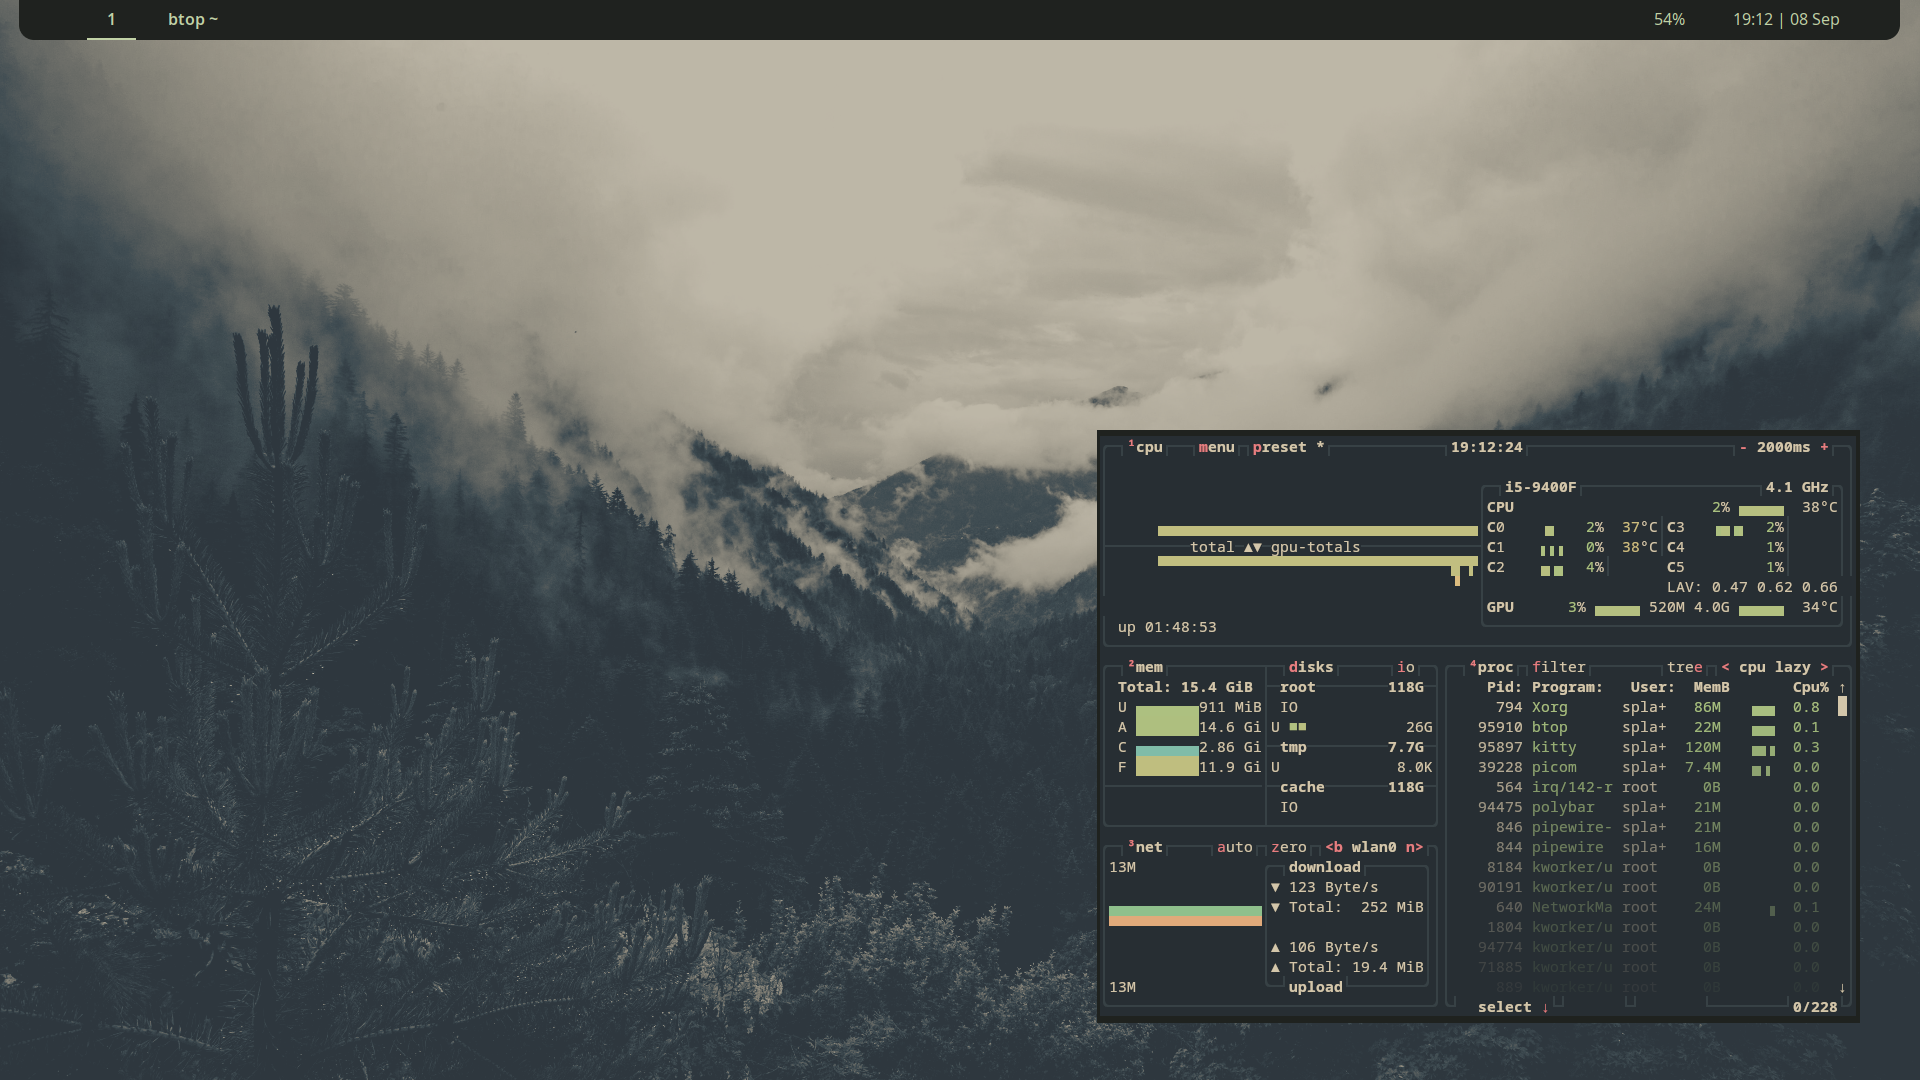 1 btop ~ 54% 19:12 | 08 Sep
¹cpu menu preset * 19:12:24 - 2000ms +
i5-9400F 4.1 GHz
CPU 2% 38°C
C0 2% 37°C C3 2%
total ▲▼ gpu-totals
C1 0% 38°C C4 1%
C2 4% C5 1%
LAV: 0.47 0.62 0.66
GPU 3% 520M 4.0G 34°C
up 01:48:53
²mem disks io
Total: 15.4 GiB root 118G
U 911 MiB IO
A 14.6 Gi U 26G
C 2.86 Gi tmp 7.7G
F 11.9 Gi U 8.0K
cache 118G
IO
³net auto zero <b wlan0 n>
13M download
▼ 123 Byte/s
▼ Total: 252 MiB
▲ 106 Byte/s
▲ Total: 19.4 MiB
13M upload
⁴proc filter tree < cpu lazy >
Pid: Program: User: MemB Cpu% ↑
794 Xorg spla+ 86M 0.8
95910 btop spla+ 22M 0.1
95897 kitty spla+ 120M 0.3
39228 picom spla+ 7.4M 0.0
564 irq/142-r root 0B 0.0
94475 polybar spla+ 21M 0.0
846 pipewire- spla+ 21M 0.0
844 pipewire spla+ 16M 0.0
8184 kworker/u root 0B 0.0
90191 kworker/u root 0B 0.0
640 NetworkMa root 24M 0.1
1804 kworker/u root 0B 0.0
94774 kworker/u root 0B 0.0
71885 kworker/u root 0B 0.0
889 kworker/u root 0B 0.0 ↓
select ↓ 0/228